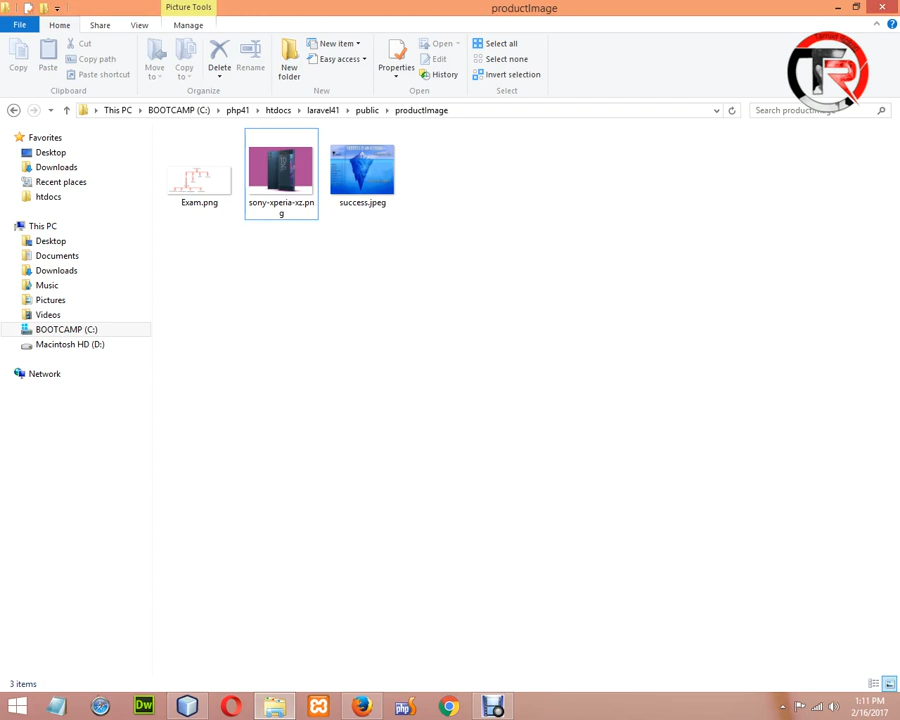 Picture Tools
productImage
File
Home
Share
View
Manage
Copy
Paste
Cut
Copy path
Paste shortcut
Move to
Copy to
Delete
Rename
New folder
New item
Easy access
Properties
Open
Edit
History
Select all
Select none
Invert selection
Clipboard
Organize
New
Open
Select
This PC
BOOTCAMP (C:)
php41
htdocs
laravel41
public
productImage
Search productImage
Favorites
Desktop
Downloads
Recent places
htdocs
This PC
Desktop
Documents
Downloads
Music
Pictures
Videos
BOOTCAMP (C:)
Macintosh HD (D:)
Network
Exam.png
sony-xperia-xz.pn
g
success.jpeg
3 items
Dw
php
1:11 PM
2/16/2017